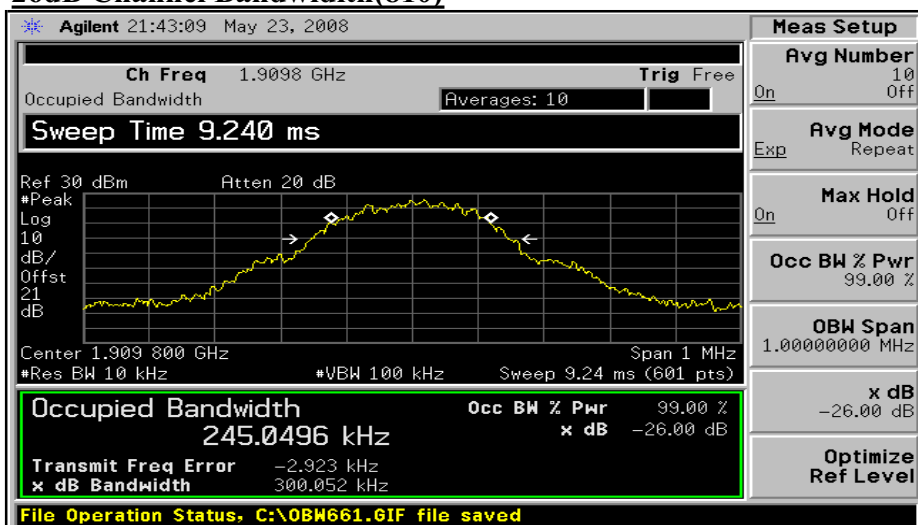 Agilent 21:43:09 May 23, 2008
Meas Setup
Ch Freq 1.9098 GHz Trig Free
Occupied Bandwidth Averages: 10
Sweep Time 9.240 ms
Ref 30 dBm Atten 20 dB
#Peak
Log
10
dB/
Offst
21
dB
Center 1.909 800 GHz Span 1 MHz
#Res BW 10 kHz #VBW 100 kHz Sweep 9.24 ms (601 pts)
Occupied Bandwidth Occ BW % Pwr 99.00 %
245.0496 kHz x dB -26.00 dB
Transmit Freq Error -2.923 kHz
x dB Bandwidth 300.052 kHz
File Operation Status, C:\OBW661.GIF file saved
Avg Number
10
On Off
Avg Mode
Exp Repeat
Max Hold
On Off
Occ BW % Pwr
99.00 %
OBW Span
1.00000000 MHz
x dB
-26.00 dB
Optimize
Ref Level